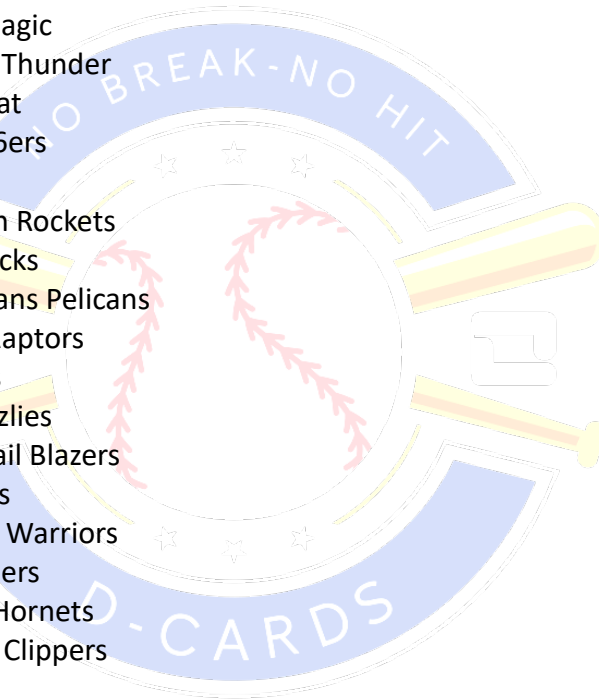 agic
Thunder
at
6ers
n Rockets
cks
ans Pelicans
aptors
s
zlies
ail Blazers
s
Warriors
ers
Hornets
Clippers
NO BREAK-NO HIT
D-CARDS